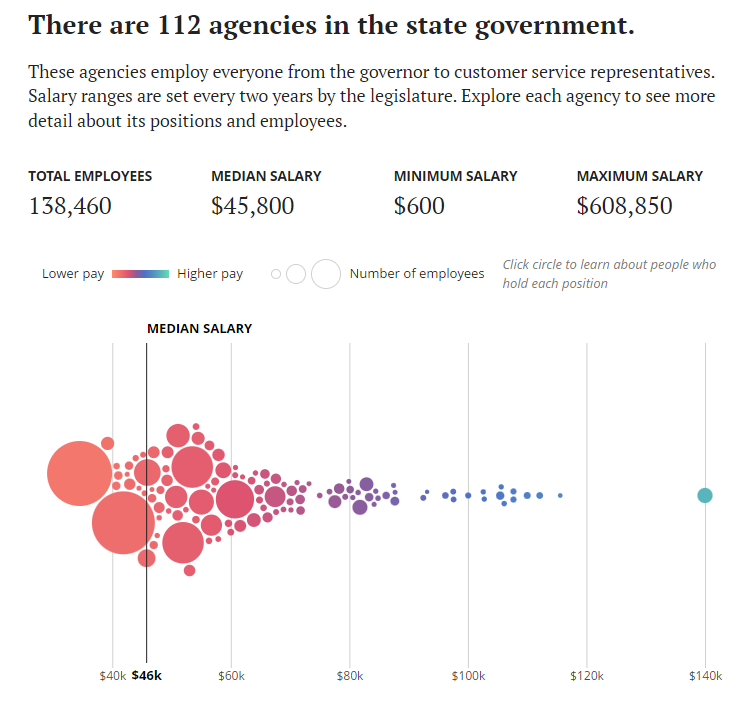 There are 112 agencies in the state government.
These agencies employ everyone from the governor to customer service representatives.
Salary ranges are set every two years by the legislature. Explore each agency to see more
detail about its positions and employees.
TOTAL EMPLOYEES MEDIAN SALARY MINIMUM SALARY MAXIMUM SALARY
138,460 $45,800 $600 $608,850
Lower pay Higher pay Number of employees Click circle to learn about people who
hold each position
MEDIAN SALARY
$40k $46k $60k $80k $100k $120k $140k